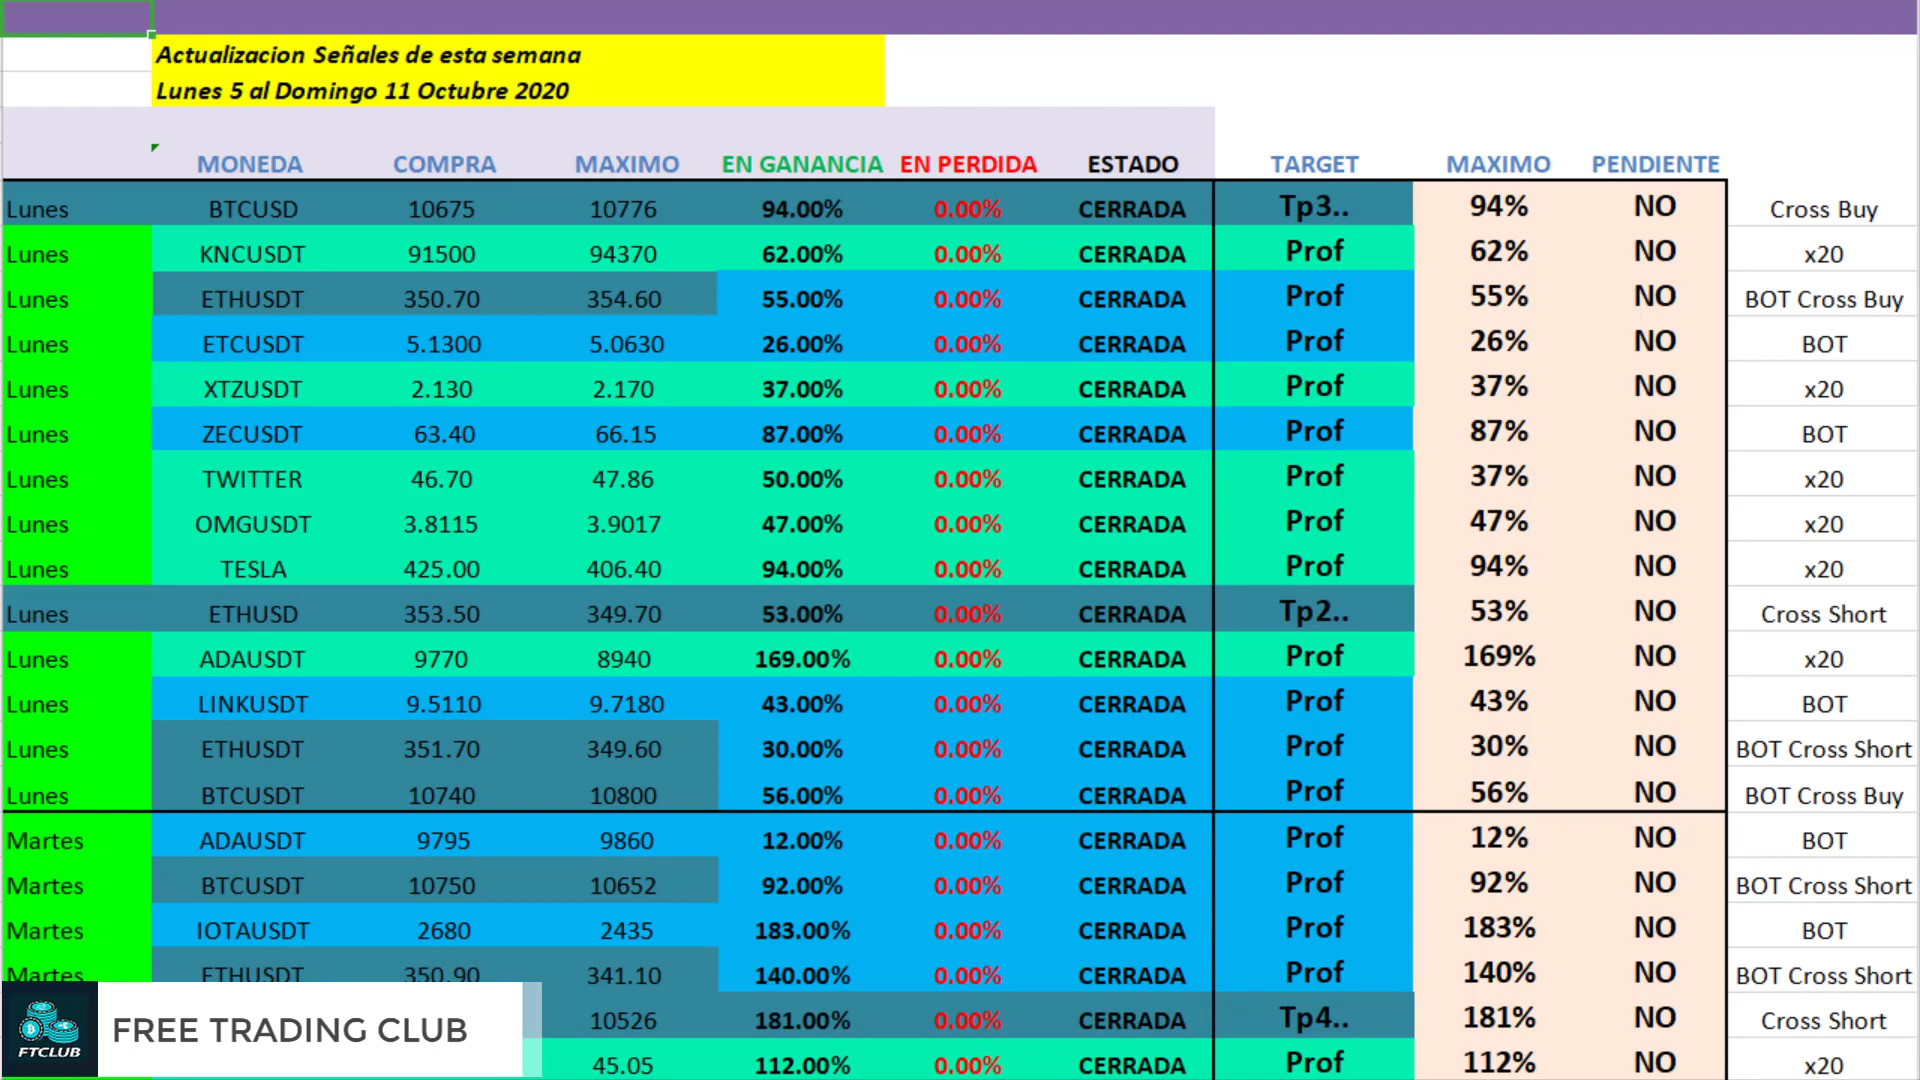 Actualizacion Señales de esta semana
Lunes 5 al Domingo 11 Octubre 2020
MONEDA COMPRA MAXIMO EN GANANCIA EN PERDIDA ESTADO TARGET MAXIMO PENDIENTE
Lunes BTCUSD 10675 10776 94.00% 0.00% CERRADA Tp3.. 94% NO Cross Buy
Lunes KNCUSDT 91500 94370 62.00% 0.00% CERRADA Prof 62% NO x20
Lunes ETHUSDT 350.70 354.60 55.00% 0.00% CERRADA Prof 55% NO BOT Cross Buy
Lunes ETCUSDT 5.1300 5.0630 26.00% 0.00% CERRADA Prof 26% NO BOT
Lunes XTZUSDT 2.130 2.170 37.00% 0.00% CERRADA Prof 37% NO x20
Lunes ZECUSDT 63.40 66.15 87.00% 0.00% CERRADA Prof 87% NO BOT
Lunes TWITTER 46.70 47.86 50.00% 0.00% CERRADA Prof 37% NO x20
Lunes OMGUSDT 3.8115 3.9017 47.00% 0.00% CERRADA Prof 47% NO x20
Lunes TESLA 425.00 406.40 94.00% 0.00% CERRADA Prof 94% NO x20
Lunes ETHUSD 353.50 349.70 53.00% 0.00% CERRADA Tp2.. 53% NO Cross Short
Lunes ADAUSDT 9770 8940 169.00% 0.00% CERRADA Prof 169% NO x20
Lunes LINKUSDT 9.5110 9.7180 43.00% 0.00% CERRADA Prof 43% NO BOT
Lunes ETHUSDT 351.70 349.60 30.00% 0.00% CERRADA Prof 30% NO BOT Cross Short
Lunes BTCUSDT 10740 10800 56.00% 0.00% CERRADA Prof 56% NO BOT Cross Buy
Martes ADAUSDT 9795 9860 12.00% 0.00% CERRADA Prof 12% NO BOT
Martes BTCUSDT 10750 10652 92.00% 0.00% CERRADA Prof 92% NO BOT Cross Short
Martes IOTAUSDT 2680 2435 183.00% 0.00% CERRADA Prof 183% NO BOT
Martes ETHUSDT 350.90 341.10 140.00% 0.00% CERRADA Prof 140% NO BOT Cross Short
10526 181.00% 0.00% CERRADA Tp4.. 181% NO Cross Short
45.05 112.00% 0.00% CERRADA Prof 112% NO x20
FTCLUB
FREE TRADING CLUB